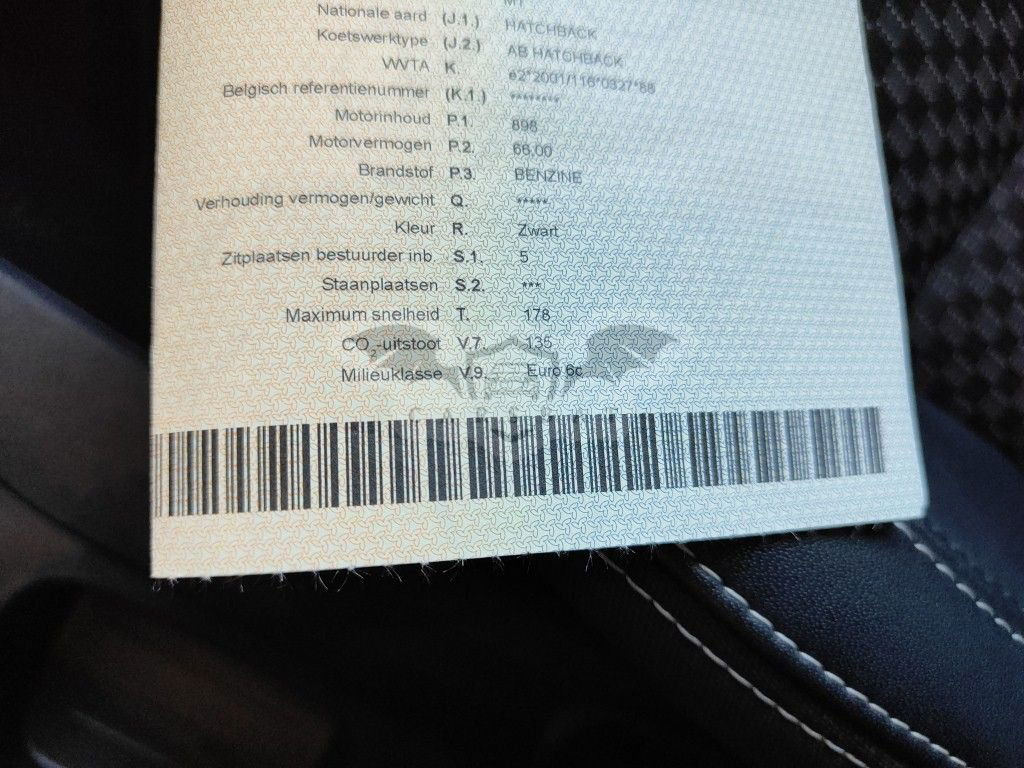 MT
Nationale aard (J.1.) HATCHBACK
Koetswerktype (J.2.) AB HATCHBACK
WVTA K. e2*2001/116*0327*88
Belgisch referentienummer (K.1.) ********
Motorinhoud P.1. 898
Motorvermogen P.2. 66,00
Brandstof P.3. BENZINE
Verhouding vermogen/gewicht Q. *****
Kleur R. Zwart
Zitplaatsen bestuurder inb. S.1. 5
Staanplaatsen S.2. ***
Maximum snelheid T. 178
CO₂-uitstoot V.7. 135
Milieuklasse V.9. Euro 6c